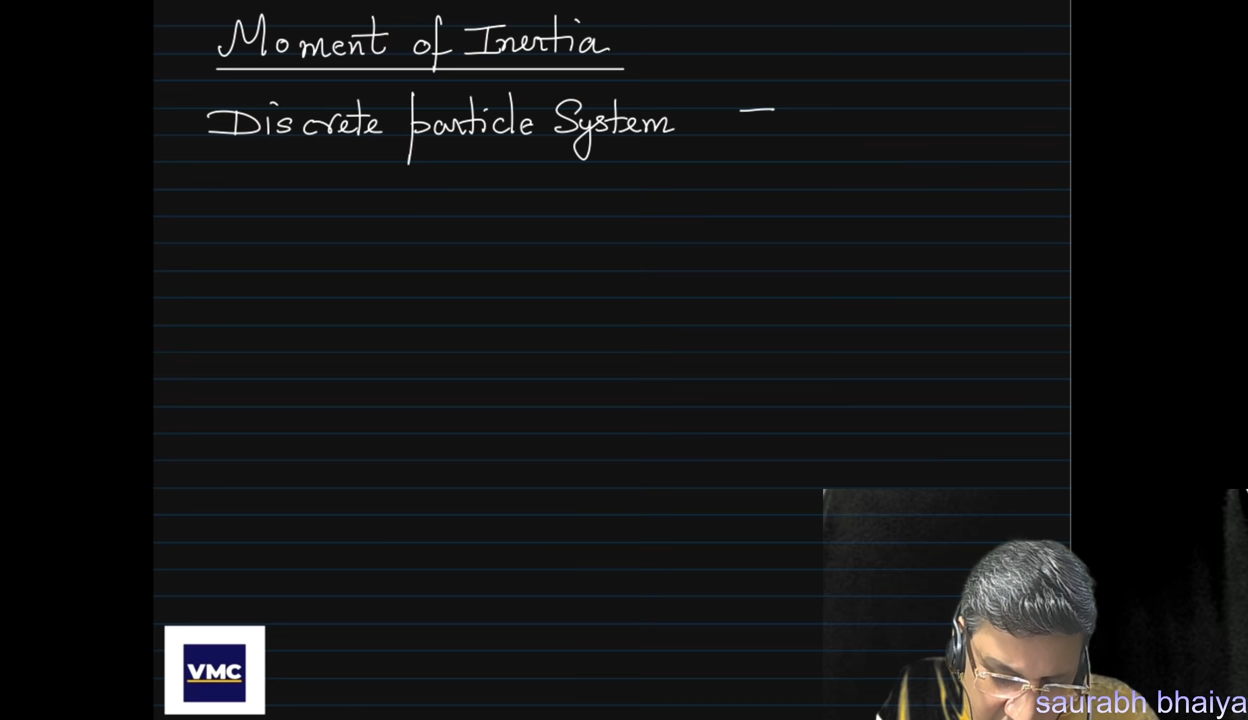 Moment of Inertia
Discrete particle System —
VMC
saurabh bhaiya